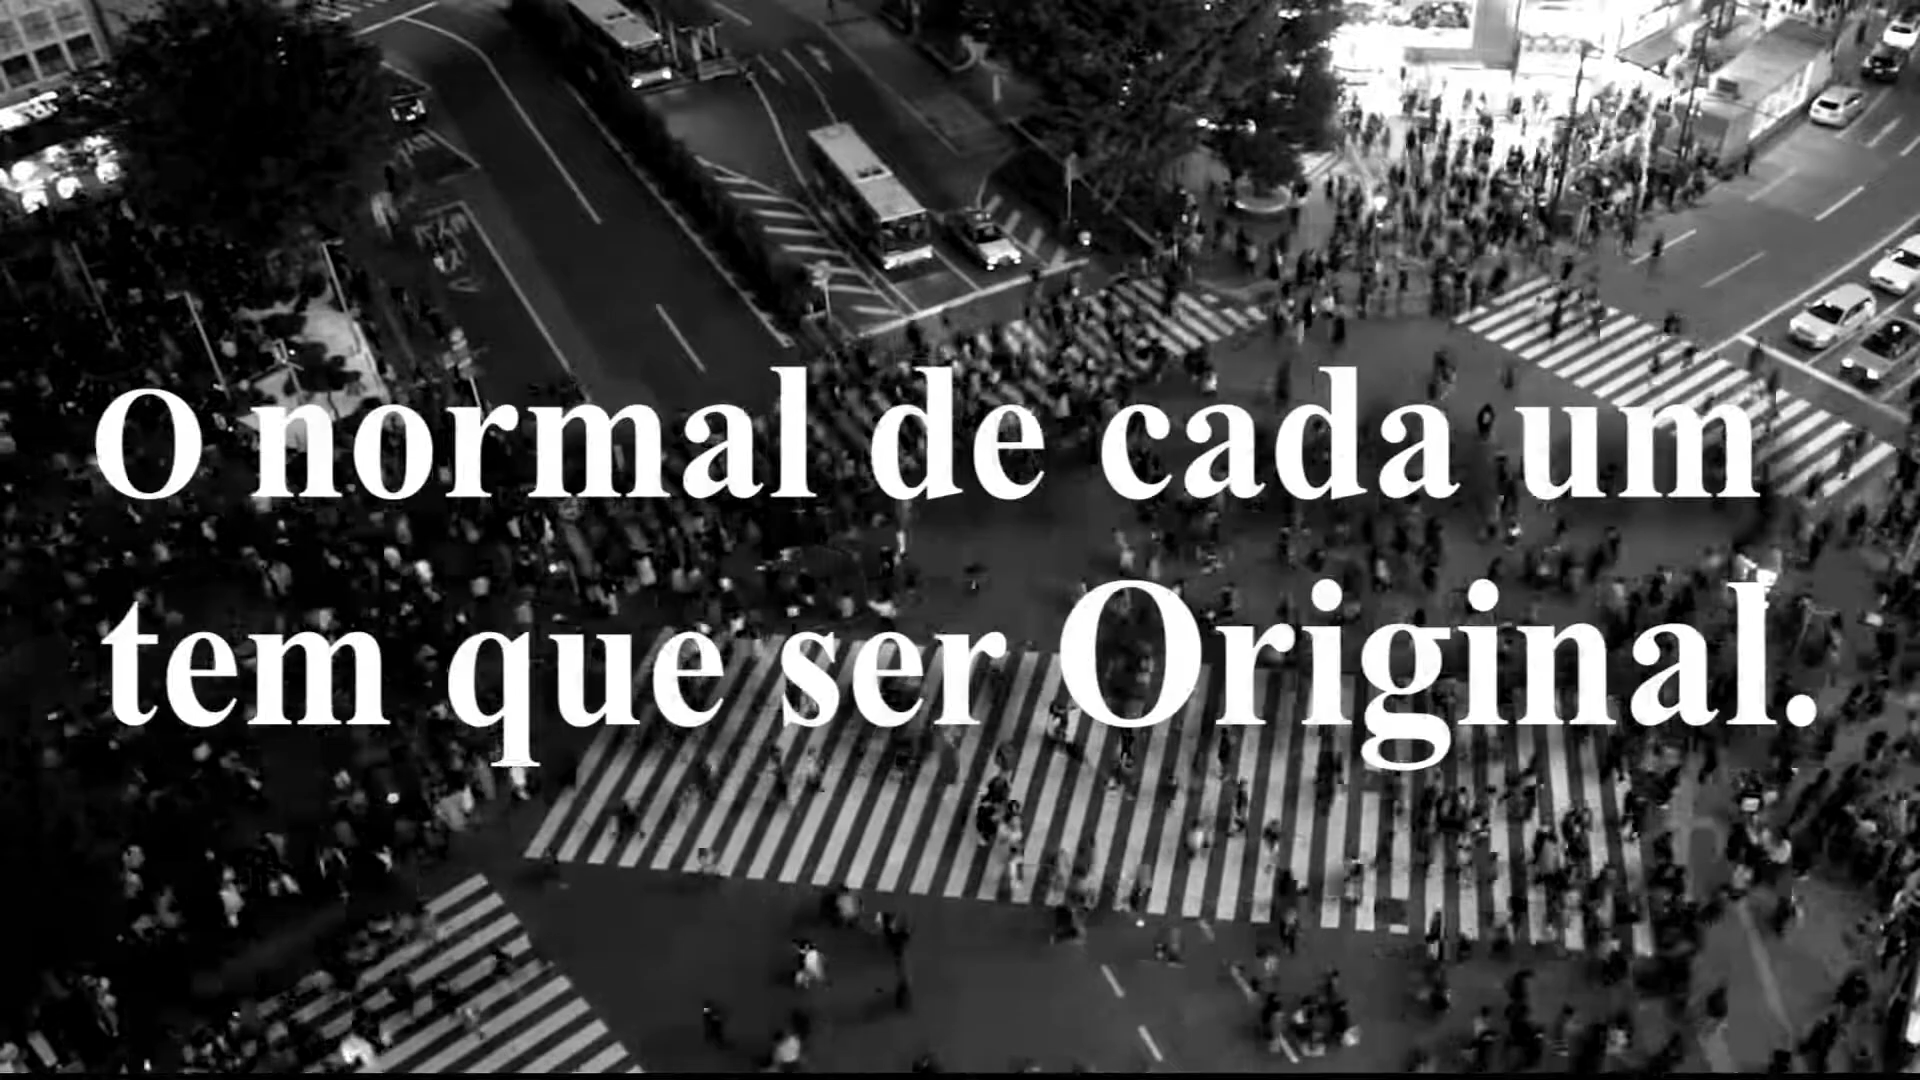 O normal de cada um
tem que ser Original.